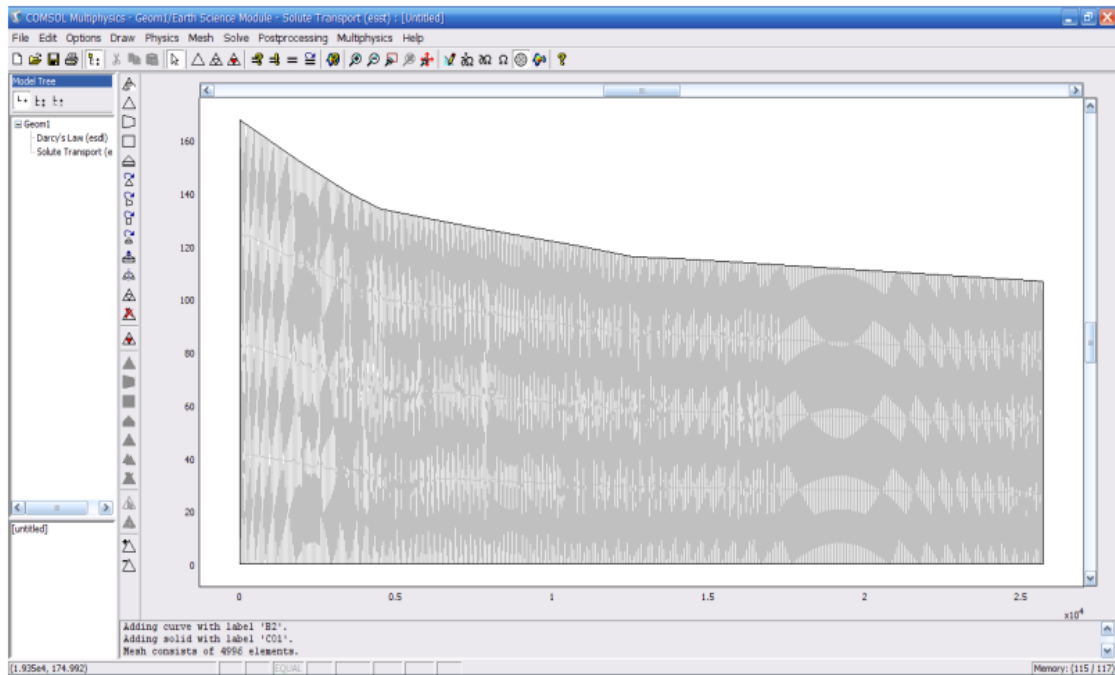 COMSOL Multiphysics - Geom1/Earth Science Module - Solute Transport (esst) : [Untitled]
File Edit Options Draw Physics Mesh Solve Postprocessing Multiphysics Help
Model Tree
Geom1
Darcy's Law (esdl)
Solute Transport (e
160
140
120
100
80
60
40
20
0
0 0.5 1 1.5 2 2.5
x10⁴
[untitled]
Adding curve with label 'B2'.
Adding solid with label 'CO1'.
Mesh consists of 4996 elements.
(1.935e4, 174.992) EQUAL Memory: (115 / 117)